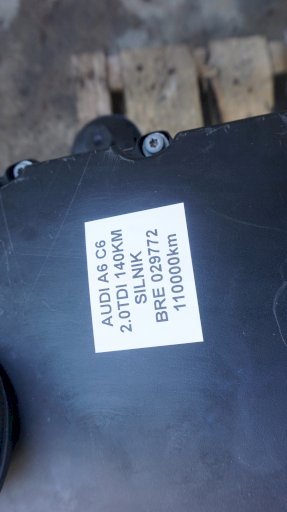 AUDI A6 C6
2.0TDI 140KM
SILNIK
BRE 029772
110000km